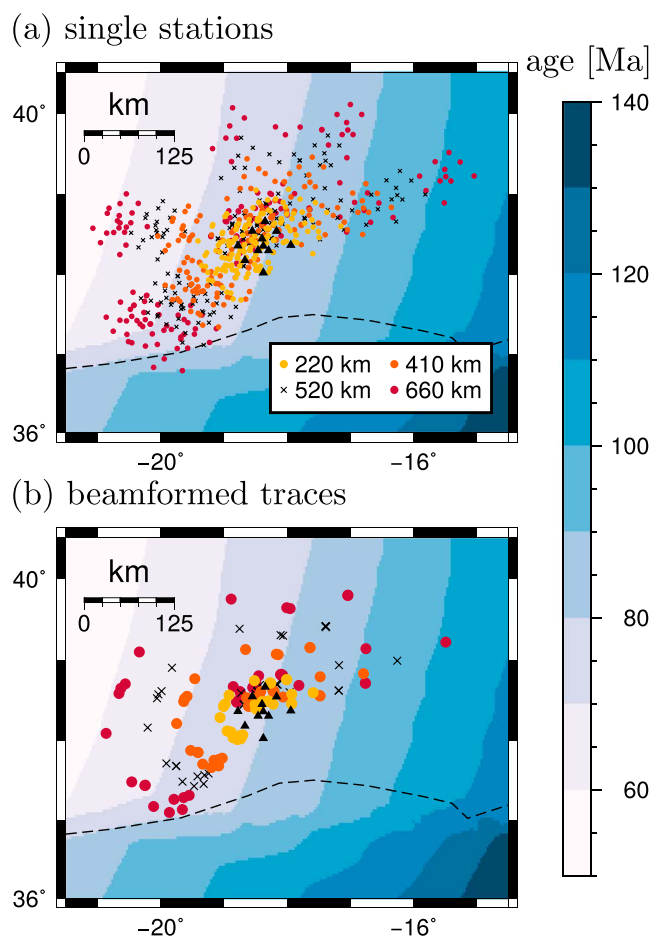 (a) single stations
age [Ma]
40°
km
0 125
140
120
220 km 410 km
× 520 km 660 km
36°
−20° −16°
100
(b) beamformed traces
40°
km
0 125
80
60
36°
−20° −16°